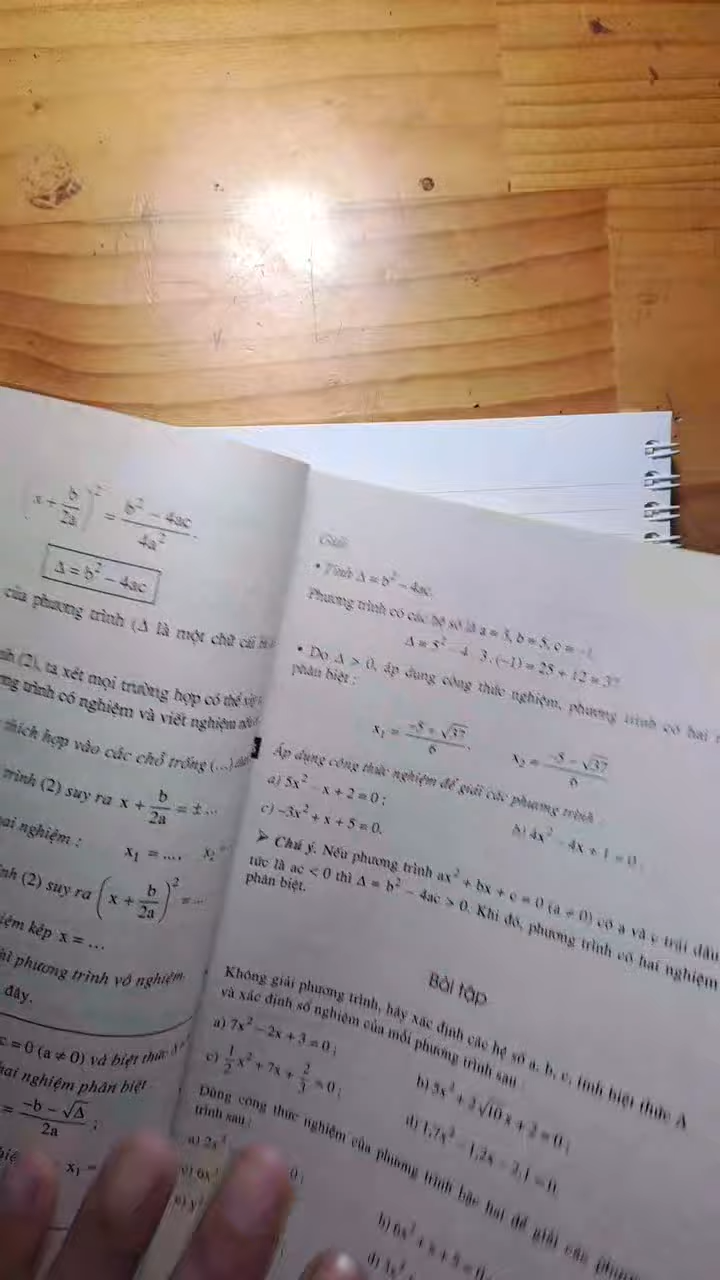 (x + b/2a)² = (b² − 4ac)/4a².
Δ = b² − 4ac
của phương trình (Δ là một chữ cái
(2), ta xét mọi trường hợp có thể
trình có nghiệm và viết nghiệm
thích hợp vào các chỗ trống (...)
trình (2) suy ra x + b/2a = ± ...
hai nghiệm :
x₁ = ..., x₂ =
(2) suy ra (x + b/2a)² = ...
kép x = ...
phương trình vô nghiệm.
đây.
c = 0 (a ≠ 0) và biệt thức
hai nghiệm phân biệt
= (−b − √Δ)/2a ;
x₁ =
Giải
• Tính Δ = b² − 4ac.
Phương trình có các hệ số là a = 3, b = 5, c = −1.
Δ = 5² − 4 . 3 . (−1) = 25 + 12 = 37
• Do Δ > 0, áp dụng công thức nghiệm, phương trình có hai
phân biệt :
x₁ = (−5 + √37)/6, x₂ = (−5 − √37)/6
Áp dụng công thức nghiệm để giải các phương trình :
a) 5x² − x + 2 = 0 ; b) 4x² − 4x + 1 = 0 ;
c) −3x² + x + 5 = 0.
➤ Chú ý. Nếu phương trình ax² + bx + c = 0 (a ≠ 0) có a và c trái dấu
tức là ac < 0 thì Δ = b² − 4ac > 0. Khi đó, phương trình có hai nghiệm
phân biệt.
Bài tập
Không giải phương trình, hãy xác định các hệ số a, b, c, tính biệt thức Δ
và xác định số nghiệm của mỗi phương trình sau :
a) 7x² − 2x + 3 = 0 ; b) 5x² + 2√10x + 2 = 0 ;
c) 1/2x² + 7x + 2/3 = 0 ; d) 1,7x² − 1,2x − 2,1 = 0.
Dùng công thức nghiệm của phương trình bậc hai để giải các
trình sau :
a) 2x² b) 6x² + x + 5 = 0
c) 6x² 0 ; d)
e) y²